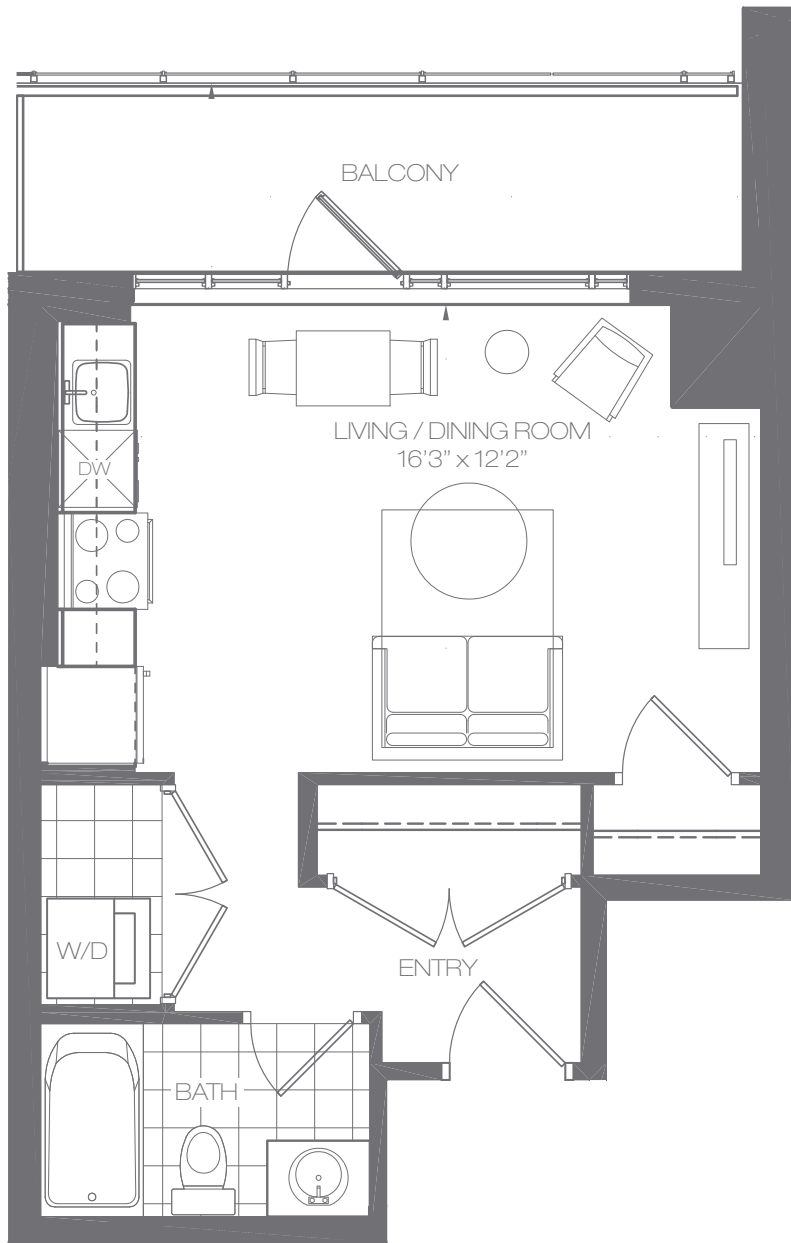 BALCONY
LIVING / DINING ROOM
16'3" x 12'2"
DW
W/D
ENTRY
BATH